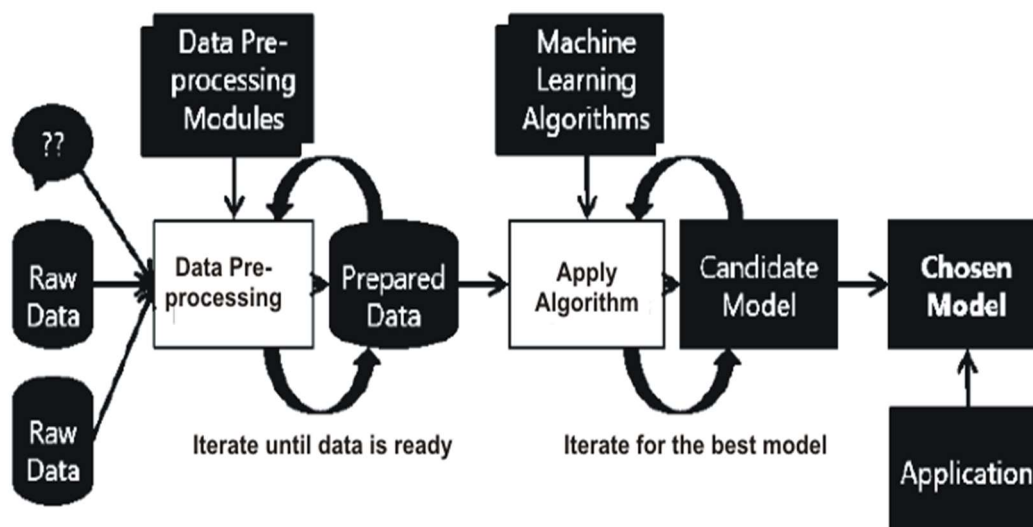 Data Pre-
processing
Modules
Machine
Learning
Algorithms
??
Raw
Data
Data Pre-
processing
Prepared
Data
Apply
Algorithm
Candidate
Model
Chosen
Model
Raw
Data
Iterate until data is ready
Iterate for the best model
Application